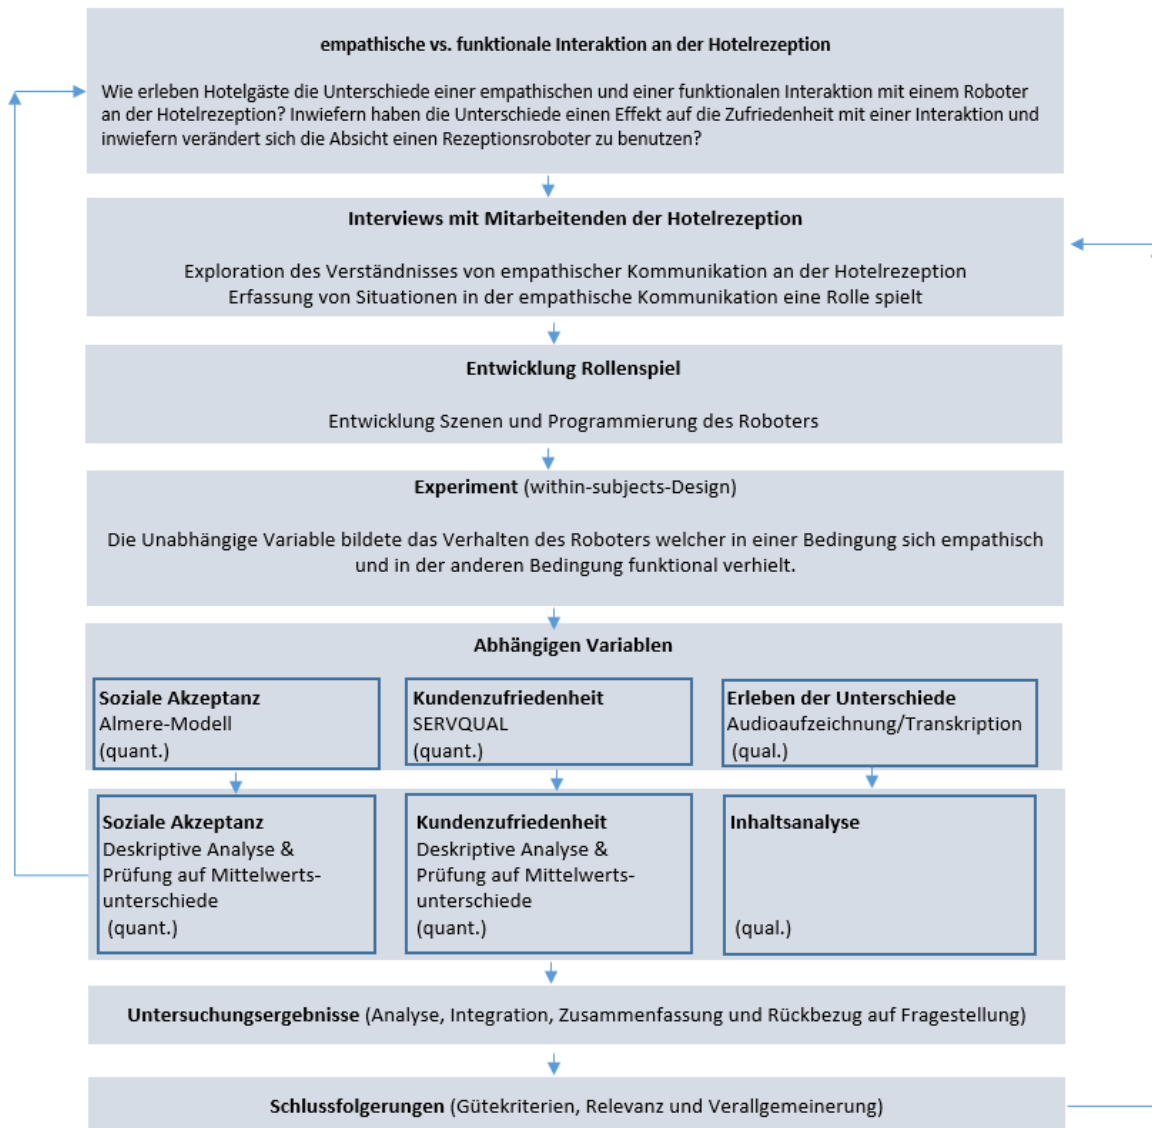 empathische vs. funktionale Interaktion an der Hotelrezeption
Wie erleben Hotelgäste die Unterschiede einer empathischen und einer funktionalen Interaktion mit einem Roboter
an der Hotelrezeption? Inwiefern haben die Unterschiede einen Effekt auf die Zufriedenheit mit einer Interaktion und
inwiefern verändert sich die Absicht einen Rezeptionsroboter zu benutzen?
Interviews mit Mitarbeitenden der Hotelrezeption
Exploration des Verständnisses von empathischer Kommunikation an der Hotelrezeption
Erfassung von Situationen in der empathische Kommunikation eine Rolle spielt
Entwicklung Rollenspiel
Entwicklung Szenen und Programmierung des Roboters
Experiment (within-subjects-Design)
Die Unabhängige Variable bildete das Verhalten des Roboters welcher in einer Bedingung sich empathisch
und in der anderen Bedingung funktional verhielt.
Abhängigen Variablen
Soziale Akzeptanz
Almere-Modell
(quant.)
Kundenzufriedenheit
SERVQUAL
(quant.)
Erleben der Unterschiede
Audioaufzeichnung/Transkription
(qual.)
Soziale Akzeptanz
Deskriptive Analyse &
Prüfung auf Mittelwerts-
unterschiede
(quant.)
Kundenzufriedenheit
Deskriptive Analyse &
Prüfung auf Mittelwerts-
unterschiede
(quant.)
Inhaltsanalyse
(qual.)
Untersuchungsergebnisse (Analyse, Integration, Zusammenfassung und Rückbezug auf Fragestellung)
Schlussfolgerungen (Gütekriterien, Relevanz und Verallgemeinerung)